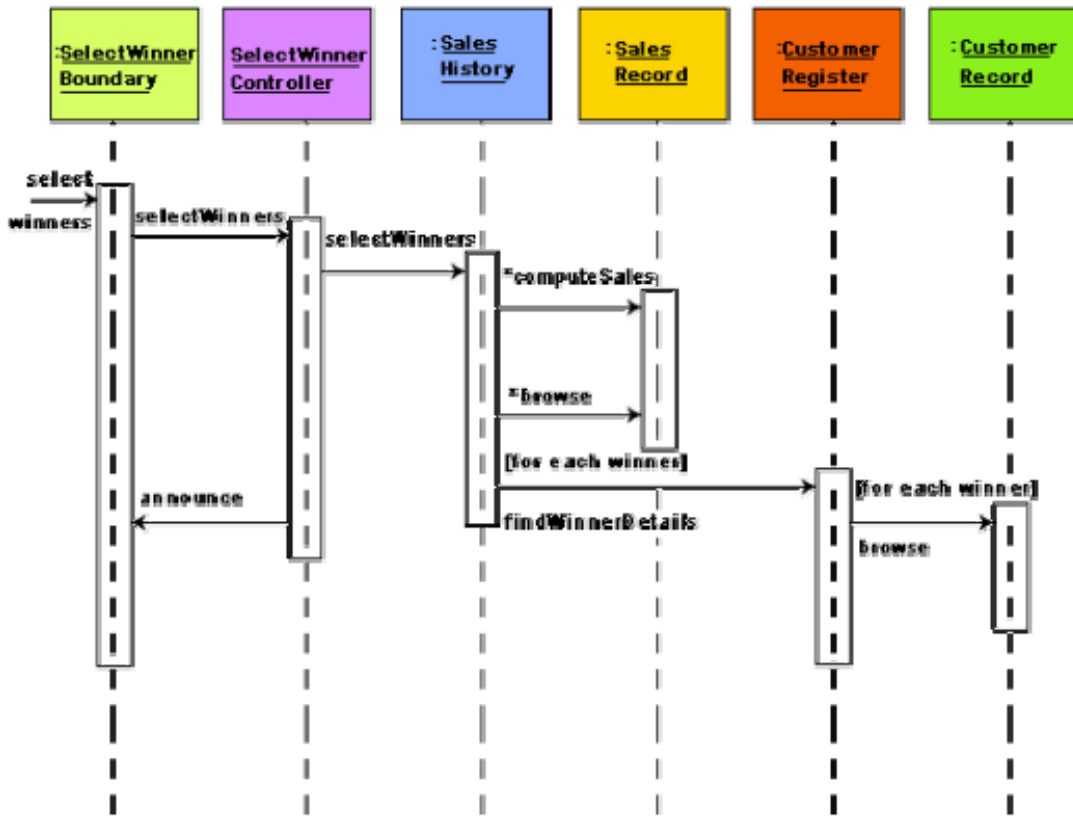 :SelectWinner
Boundary
SelectWinner
Controller
:Sales
History
:Sales
Record
:Customer
Register
:Customer
Record
select
winners
selectWinners
selectWinners
*computeSales
*browse
[for each winner]
findWinnerDetails
[for each winner]
browse
announce